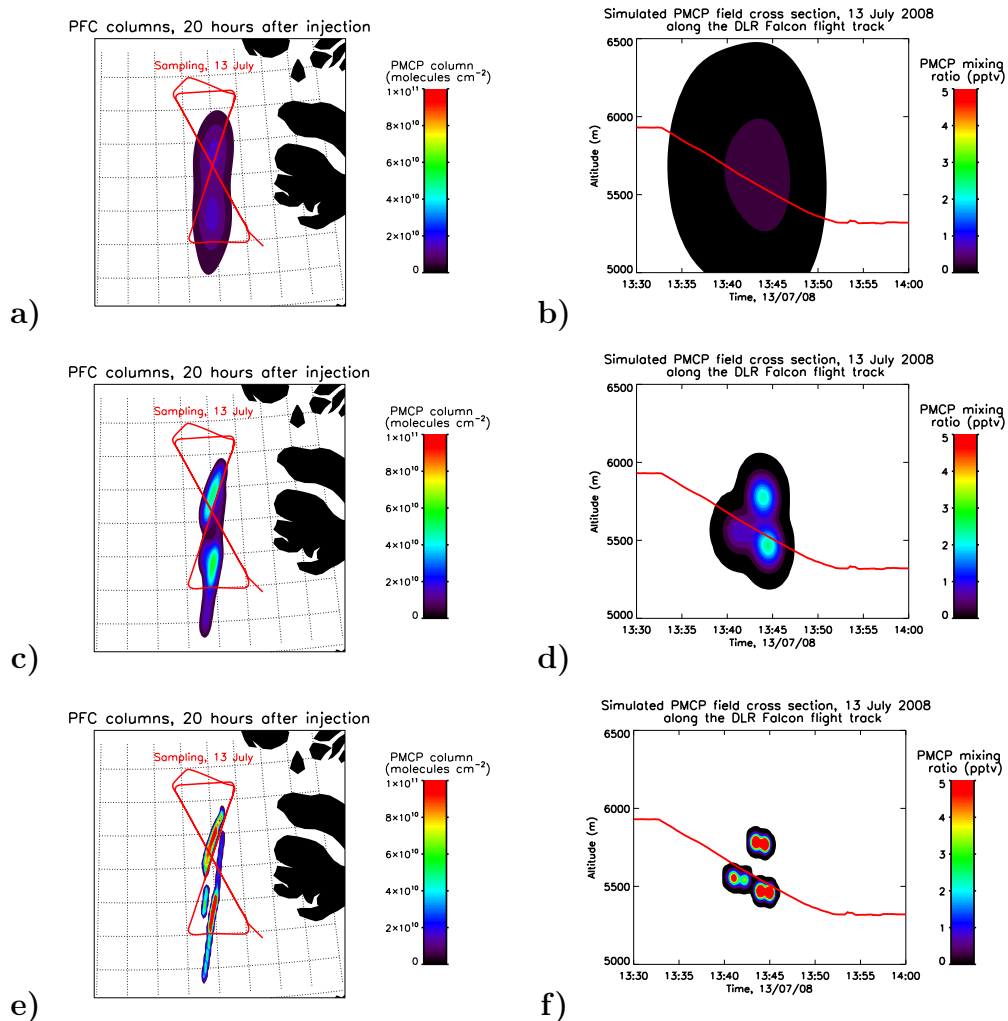 PFC columns, 20 hours after injection
Sampling, 13 July
PMCP column
(molecules cm⁻²)
1×10¹¹
8×10¹⁰
6×10¹⁰
4×10¹⁰
2×10¹⁰
0
a)
Simulated PMCP field cross section, 13 July 2008
along the DLR Falcon flight track
6500
6000
5500
5000
Altitude (m)
13:30 13:35 13:40 13:45 13:50 13:55 14:00
Time, 13/07/08
PMCP mixing
ratio (pptv)
5
4
3
2
1
0
b)
PFC columns, 20 hours after injection
Sampling, 13 July
PMCP column
(molecules cm⁻²)
1×10¹¹
8×10¹⁰
6×10¹⁰
4×10¹⁰
2×10¹⁰
0
c)
Simulated PMCP field cross section, 13 July 2008
along the DLR Falcon flight track
6500
6000
5500
5000
Altitude (m)
13:30 13:35 13:40 13:45 13:50 13:55 14:00
Time, 13/07/08
PMCP mixing
ratio (pptv)
5
4
3
2
1
0
d)
PFC columns, 20 hours after injection
Sampling, 13 July
PMCP column
(molecules cm⁻²)
1×10¹¹
8×10¹⁰
6×10¹⁰
4×10¹⁰
2×10¹⁰
0
e)
Simulated PMCP field cross section, 13 July 2008
along the DLR Falcon flight track
6500
6000
5500
5000
Altitude (m)
13:30 13:35 13:40 13:45 13:50 13:55 14:00
Time, 13/07/08
PMCP mixing
ratio (pptv)
5
4
3
2
1
0
f)